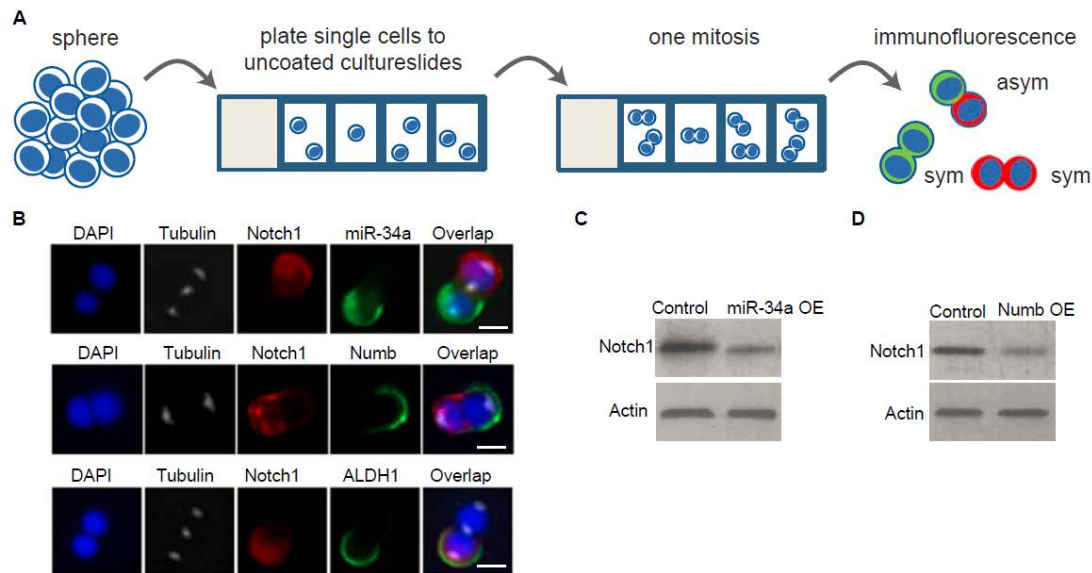 A
sphere
plate single cells to
uncoated cultureslides
one mitosis
immunofluorescence
asym
sym
sym
B
DAPI Tubulin Notch1 miR-34a Overlap
DAPI Tubulin Notch1 Numb Overlap
DAPI Tubulin Notch1 ALDH1 Overlap
C
Control miR-34a OE
Notch1
Actin
D
Control Numb OE
Notch1
Actin